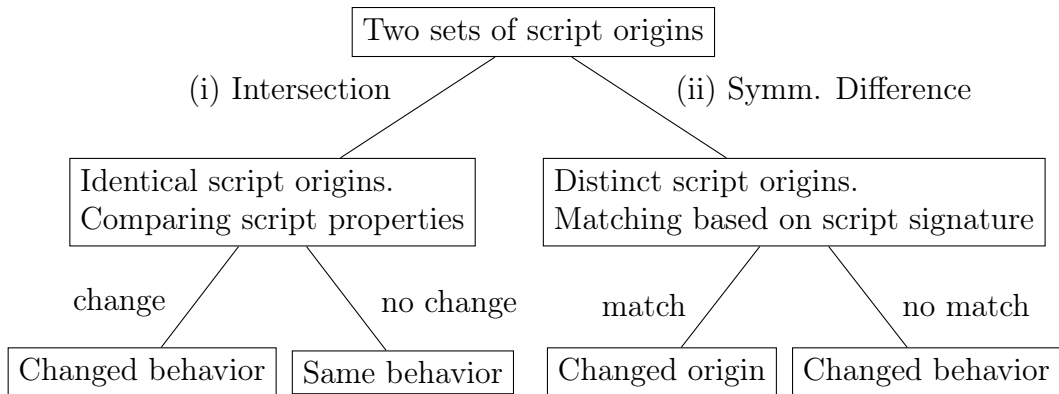 Two sets of script origins
(i) Intersection
(ii) Symm. Difference
Identical script origins.
Comparing script properties
Distinct script origins.
Matching based on script signature
change
no change
match
no match
Changed behavior
Same behavior
Changed origin
Changed behavior